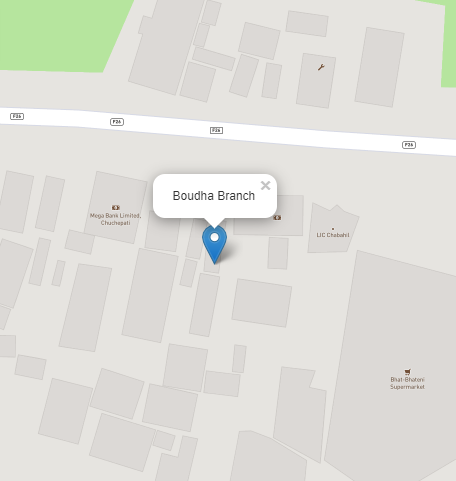 F26
F26
F26
F26
Boudha Branch
×
Mega Bank Limited,
Chuchepati
LIC Chabahil
Bhat-Bhateni
Supermarket